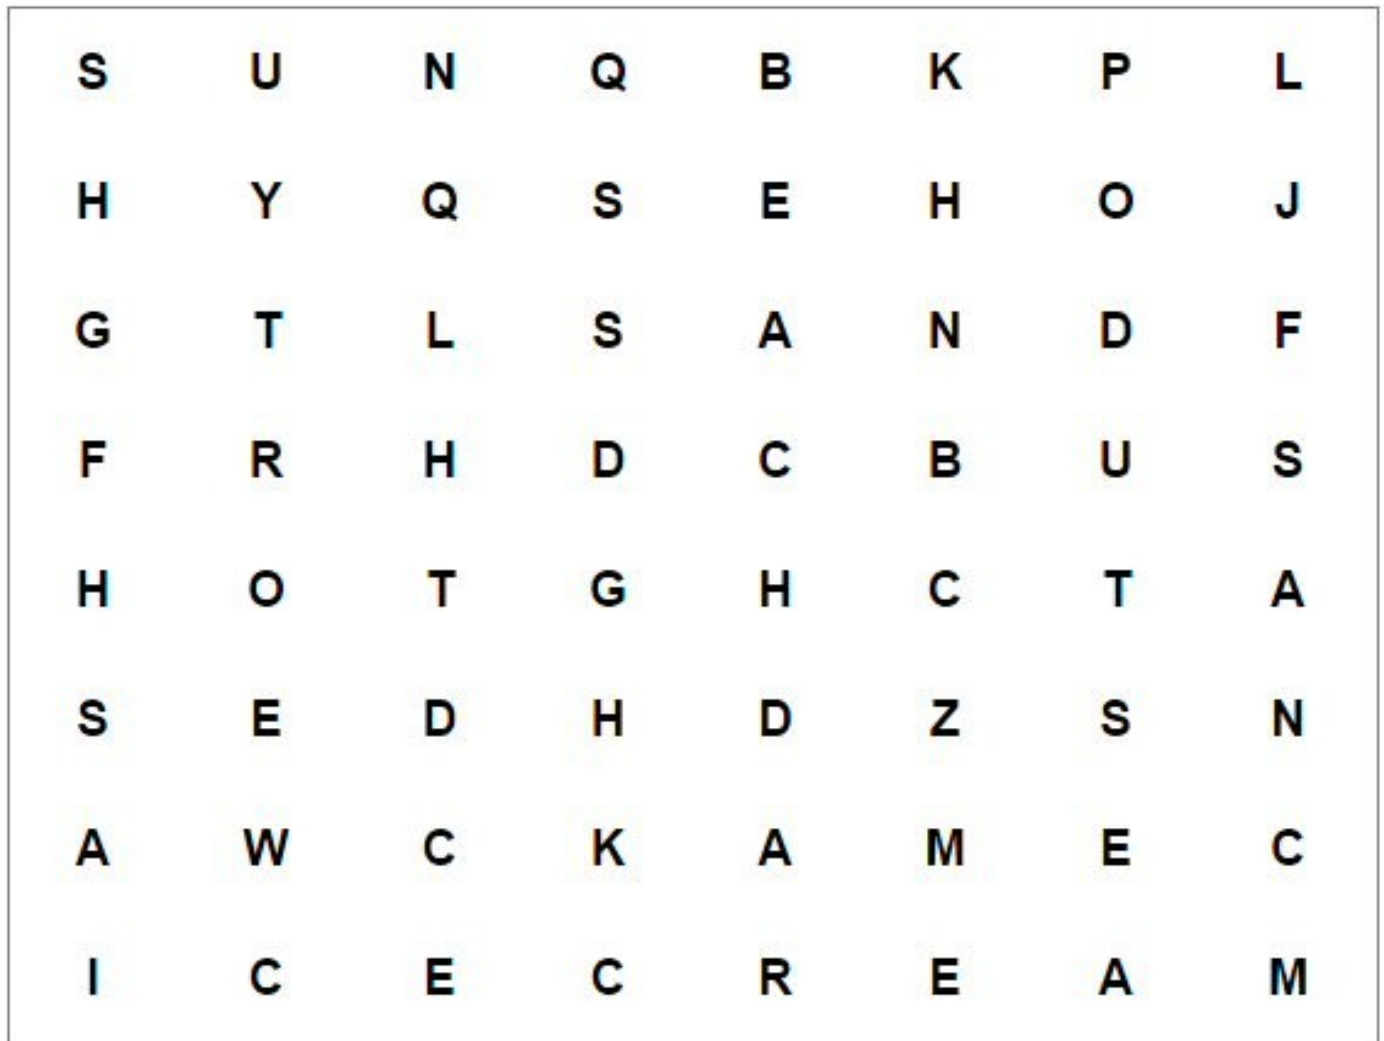 S U N Q B K P L
H Y Q S E H O J
G T L S A N D F
F R H D C B U S
H O T G H C T A
S E D H D Z S N
A W C K A M E C
I C E C R E A M